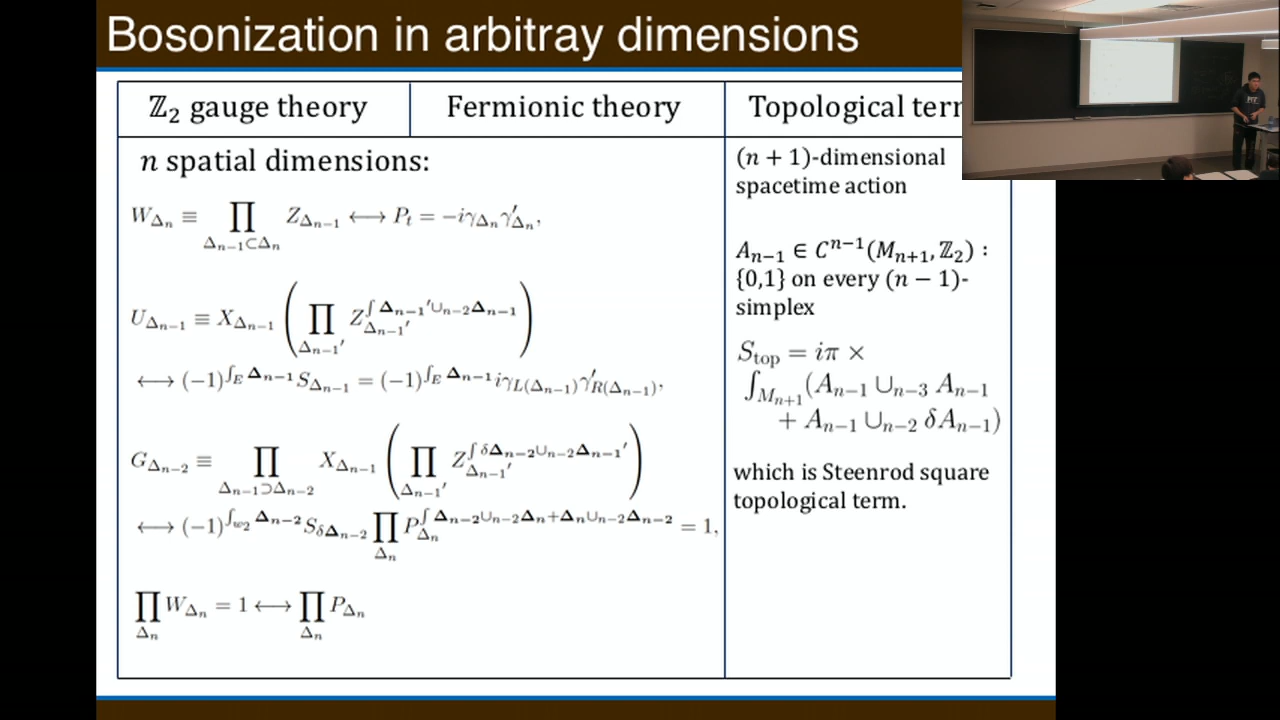 Bosonization in arbitray dimensions
ℤ₂ gauge theory
Fermionic theory
Topological ter
n spatial dimensions:
W_{Δ_n} ≡ ∏_{Δ_{n−1}⊂Δ_n} Z_{Δ_{n−1}} ⟷ P_t = −iγ_{Δ_n}γ′_{Δ_n},
U_{Δ_{n−1}} ≡ X_{Δ_{n−1}} ( ∏_{Δ_{n−1}′} Z_{Δ_{n−1}′}^{∫ Δ_{n−1}′ ∪_{n−2} Δ_{n−1}} )
⟷ (−1)^{∫_E Δ_{n−1}} S_{Δ_{n−1}} = (−1)^{∫_E Δ_{n−1}} iγ_{L(Δ_{n−1})}γ′_{R(Δ_{n−1})},
G_{Δ_{n−2}} ≡ ∏_{Δ_{n−1}⊃Δ_{n−2}} X_{Δ_{n−1}} ( ∏_{Δ_{n−1}′} Z_{Δ_{n−1}′}^{∫ δΔ_{n−2} ∪_{n−2} Δ_{n−1}′} )
⟷ (−1)^{∫_{w_2} Δ_{n−2}} S_{δΔ_{n−2}} ∏_{Δ_n} P_{Δ_n}^{∫ Δ_{n−2} ∪_{n−2} Δ_n + Δ_n ∪_{n−2} Δ_{n−2}} = 1,
∏_{Δ_n} W_{Δ_n} = 1 ⟷ ∏_{Δ_n} P_{Δ_n}
(n + 1)-dimensional
spacetime action
A_{n−1} ∈ C^{n−1}(M_{n+1}, ℤ₂) :
{0,1} on every (n − 1)-
simplex
S_top = iπ ×
∫_{M_{n+1}} (A_{n−1} ∪_{n−3} A_{n−1}
+ A_{n−1} ∪_{n−2} δA_{n−1})
which is Steenrod square
topological term.